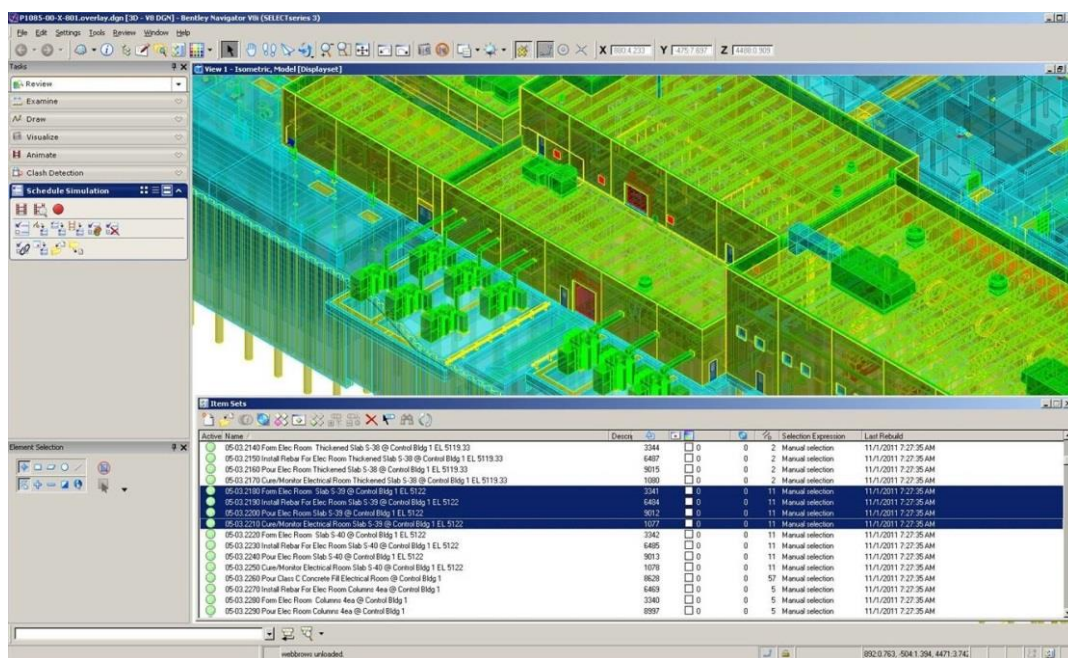 P1085-00-X-801.overlay.dgn [3D - V8 DGN] - Bentley Navigator V8i (SELECTseries 3)
File Edit Settings Tools Review Window Help
X Y Z
Tasks
View 1 - Isometric, Model [Displayset]
Review
Examine
Draw
Visualize
Animate
Clash Detection
Schedule Simulation
Item Sets
Active Name Descrip Selection Expression Last Rebuild
05-03.2140 Form Elec Room Thickened Slab S-38 @ Control Bldg 1 EL 5119.33 3344 0 0 2 Manual selection 11/1/2011 7:27:35 AM
05-03.2150 Install Rebar For Elec Room Thickened Slab S-38 @ Control Bldg 1 EL 5119.33 6487 0 0 2 Manual selection 11/1/2011 7:27:35 AM
05-03.2160 Pour Elec Room Thickened Slab S-38 @ Control Bldg 1 EL 5119.33 9015 0 0 2 Manual selection 11/1/2011 7:27:35 AM
05-03.2170 Cure/Monitor Electrical Room Thickened Slab S-38 @ Control Bldg 1 EL 5119.33 1080 0 0 2 Manual selection 11/1/2011 7:27:35 AM
05-03.2180 Form Elec Room Slab S-39 @ Control Bldg 1 EL 5122 3341 0 0 11 Manual selection 11/1/2011 7:27:35 AM
05-03.2190 Install Rebar For Elec Room Slab S-39 @ Control Bldg 1 EL 5122 6484 0 0 11 Manual selection 11/1/2011 7:27:35 AM
05-03.2200 Pour Elec Room Slab S-39 @ Control Bldg 1 EL 5122 9012 0 0 11 Manual selection 11/1/2011 7:27:35 AM
05-03.2210 Cure/Monitor Electrical Room Slab S-39 @ Control Bldg 1 EL 5122 1077 0 0 11 Manual selection 11/1/2011 7:27:35 AM
05-03.2220 Form Elec Room Slab S-40 @ Control Bldg 1 EL 5122 3342 0 0 11 Manual selection 11/1/2011 7:27:35 AM
05-03.2230 Install Rebar For Elec Room Slab S-40 @ Control Bldg 1 EL 5122 6485 0 0 11 Manual selection 11/1/2011 7:27:35 AM
05-03.2240 Pour Elec Room Slab S-40 @ Control Bldg 1 EL 5122 9013 0 0 11 Manual selection 11/1/2011 7:27:35 AM
05-03.2250 Cure/Monitor Electrical Room Slab S-40 @ Control Bldg 1 EL 5122 1078 0 0 11 Manual selection 11/1/2011 7:27:35 AM
05-03.2260 Pour Class C Concrete Fill Electrical Room @ Control Bldg 1 8628 0 0 57 Manual selection 11/1/2011 7:27:35 AM
05-03.2270 Install Rebar For Elec Room Columns 4ea @ Control Bldg 1 6469 0 0 5 Manual selection 11/1/2011 7:27:35 AM
05-03.2280 Form Elec Room Columns 4ea @ Control Bldg 1 3340 0 0 5 Manual selection 11/1/2011 7:27:35 AM
05-03.2290 Pour Elec Room Columns 4ea @ Control Bldg 1 8997 0 0 5 Manual selection 11/1/2011 7:27:35 AM
Element Selection
webbrows unloaded.